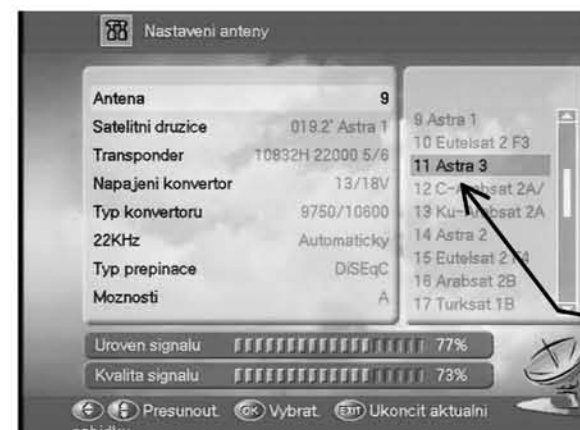 Nastaveni anteny
Antena 9
Satelitni druzice 019.2' Astra 1
Transponder 10832H 22000 5/6
Napajeni konvertor 13/18V
Typ konvertoru 9750/10600
22KHz Automaticky
Typ prepinace DiSEqC
Moznosti A
9 Astra 1
10 Eutelsat 2 F3
11 Astra 3
12 C-Arabsat 2A/
13 Ku-Arabsat 2A
14 Astra 2
15 Eutelsat 2 F4
16 Arabsat 2B
17 Turksat 1B
Uroven signalu 77%
Kvalita signalu 73%
Presunout OK Vybrat EXIT Ukoncit aktualni